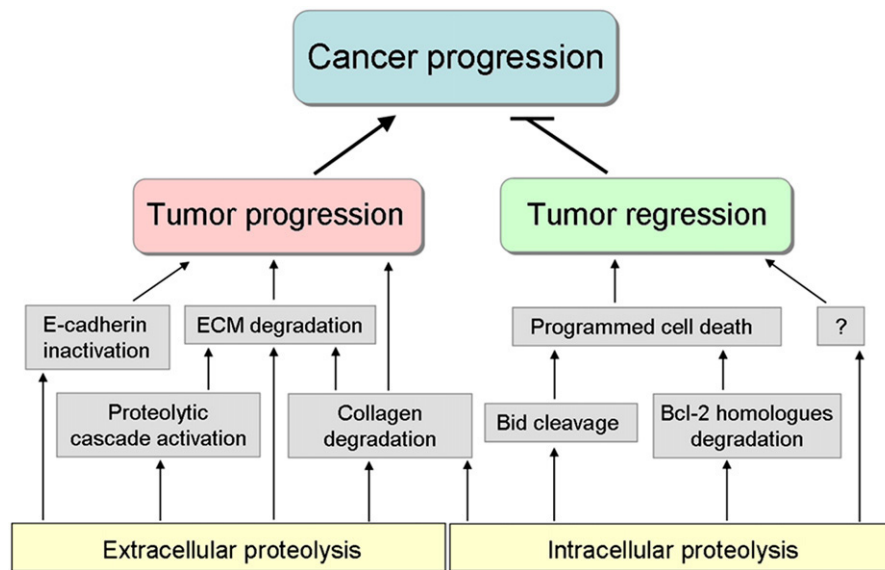 Cancer progression
Tumor progression
Tumor regression
E-cadherin
inactivation
ECM degradation
Programmed cell death
?
Proteolytic
cascade activation
Collagen
degradation
Bid cleavage
Bcl-2 homologues
degradation
Extracellular proteolysis
Intracellular proteolysis